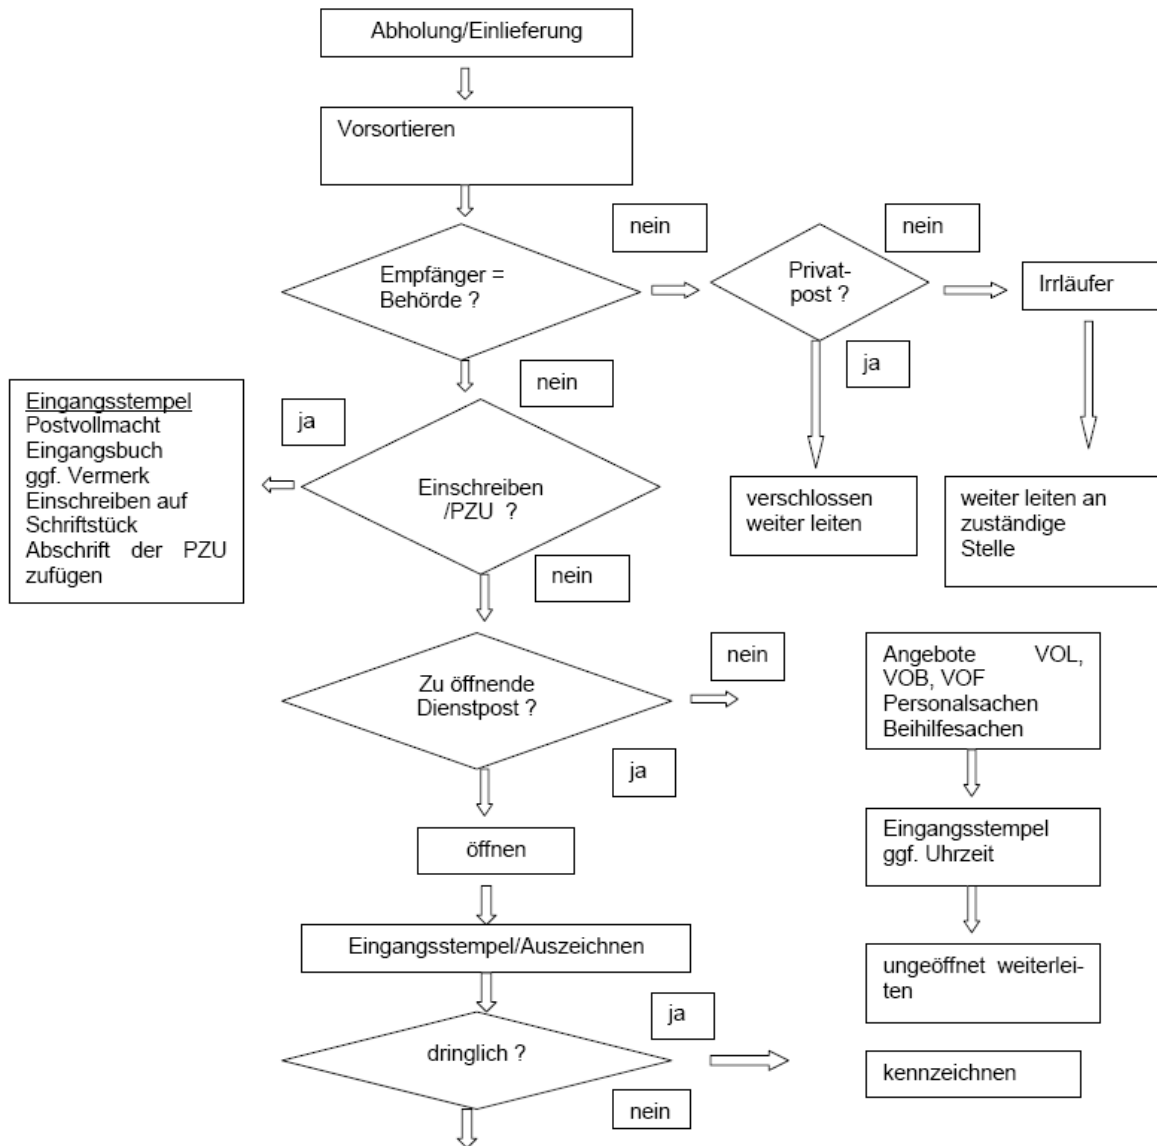 Abholung/Einlieferung
Vorsortieren
nein
nein
Empfänger =
Behörde ?
Privat-
post ?
Irrläufer
ja
nein
Eingangsstempel
Postvollmacht
Eingangsbuch
ggf. Vermerk
Einschreiben auf
Schriftstück
Abschrift der PZU
zufügen
ja
Einschreiben
/PZU ?
verschlossen
weiter leiten
weiter leiten an
zuständige
Stelle
nein
Zu öffnende
Dienstpost ?
nein
Angebote VOL,
VOB, VOF
Personalsachen
Beihilfesachen
ja
öffnen
Eingangsstempel
ggf. Uhrzeit
Eingangsstempel/Auszeichnen
ungeöffnet weiterlei-
ten
ja
dringlich ?
kennzeichnen
nein